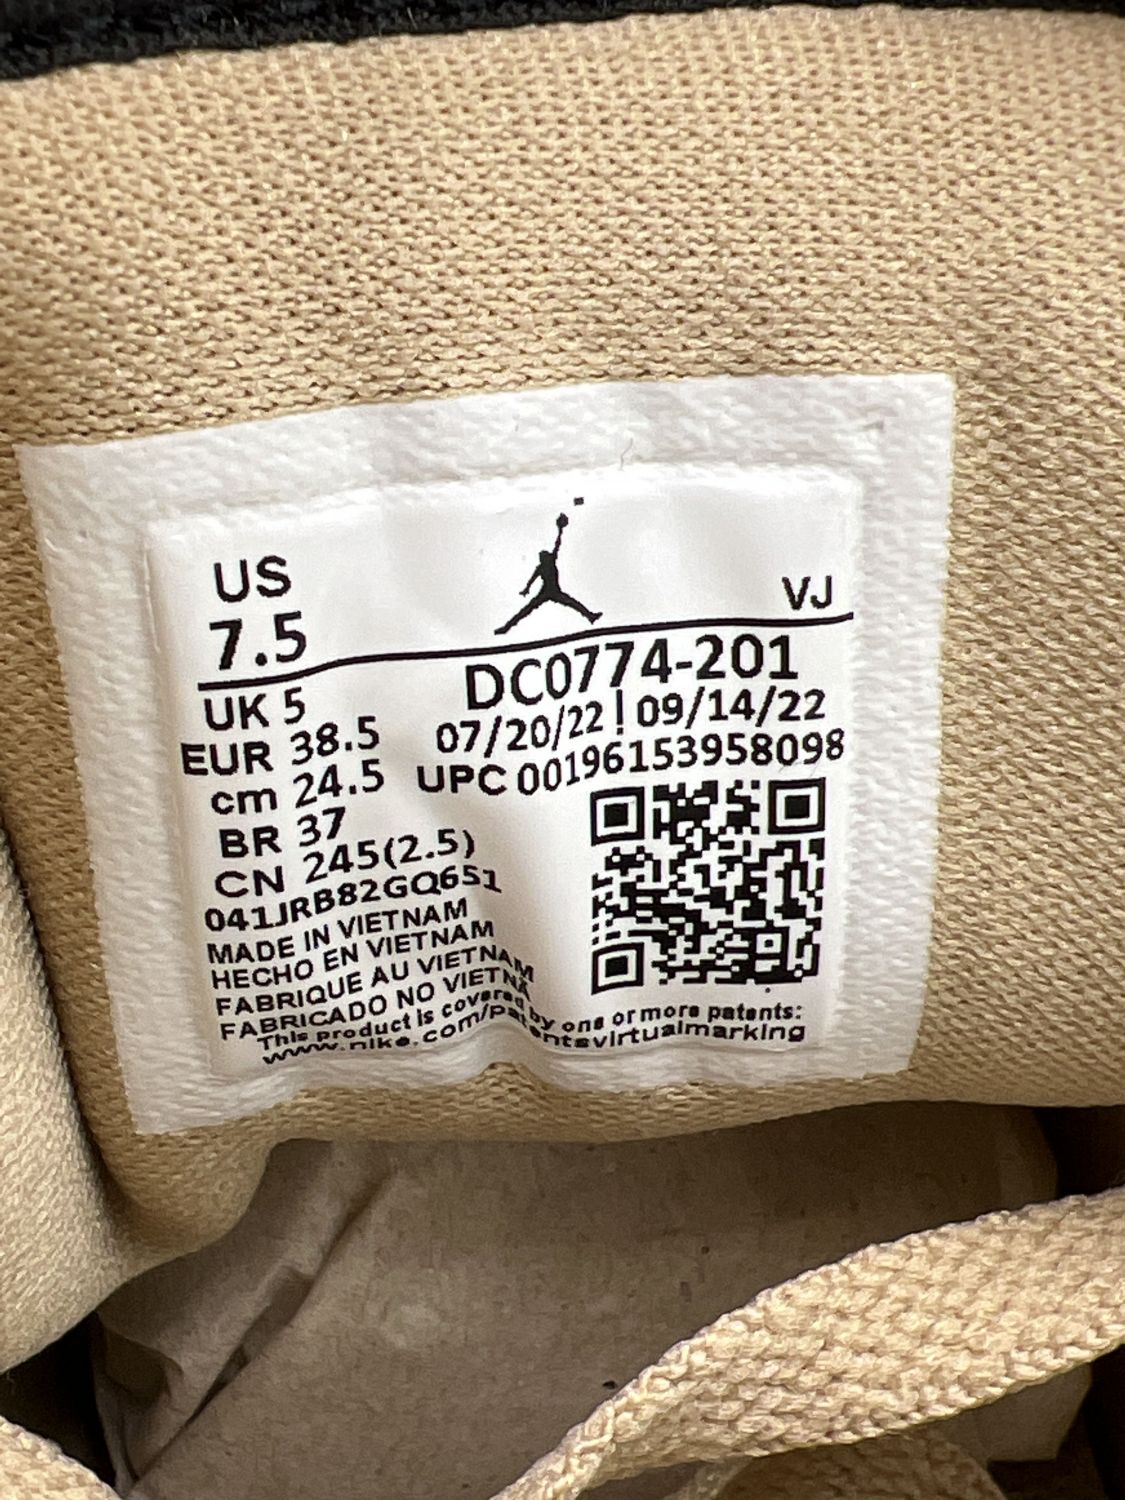 US
7.5
VJ
UK 5
DC0774-201
EUR 38.5
07/20/22 | 09/14/22
cm 24.5
UPC 00196153958098
BR 37
CN 245(2.5)
041JRB82GQ651
MADE IN VIETNAM
HECHO EN VIETNAM
FABRIQUE AU VIETNAM
FABRICADO NO VIETNÃ
This product is covered by one or more patents:
www.nike.com/patentsvirtualmarking